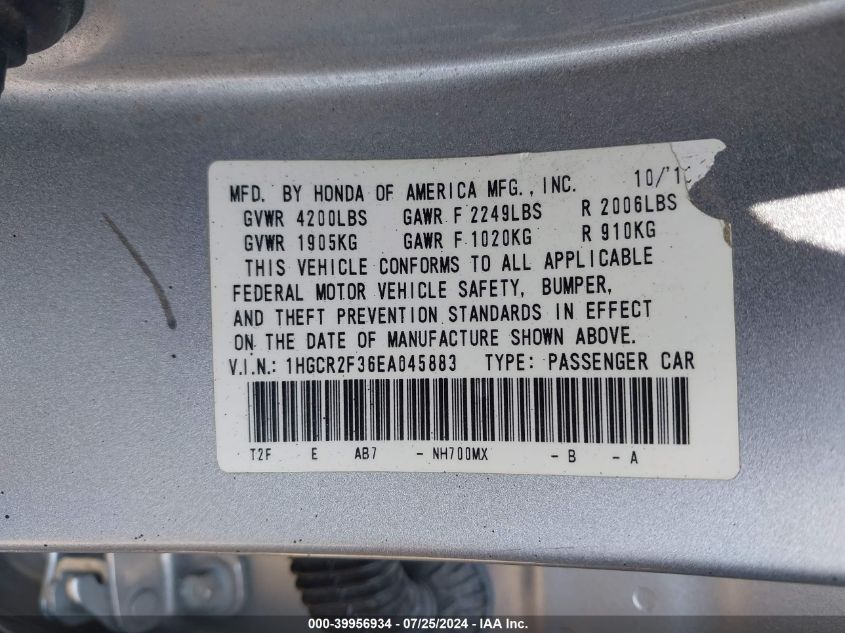 MFD. BY HONDA OF AMERICA MFG., INC. 10/1
GVWR 4200LBS GAWR F 2249LBS R 2006LBS
GVWR 1905KG GAWR F 1020KG R 910KG
THIS VEHICLE CONFORMS TO ALL APPLICABLE
FEDERAL MOTOR VEHICLE SAFETY, BUMPER,
AND THEFT PREVENTION STANDARDS IN EFFECT
ON THE DATE OF MANUFACTURE SHOWN ABOVE.
V.I.N.: 1HGCR2F36EA045883 TYPE: PASSENGER CAR
T2F E AB7 - NH700MX - B - A
000-39956934 / 07/25/2024 - IAA Inc.